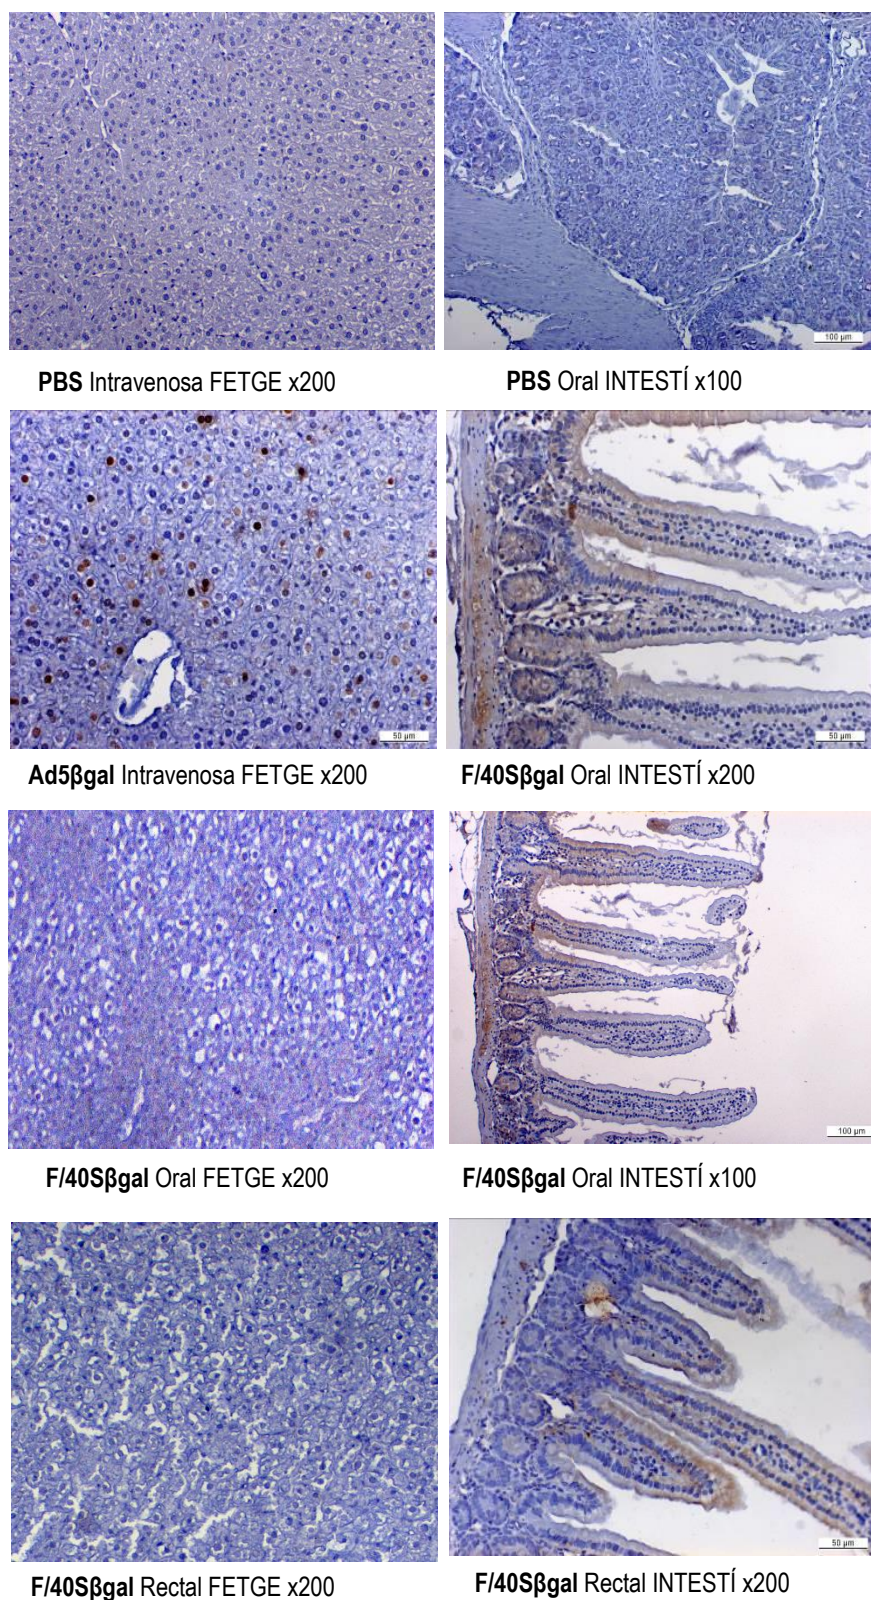 100 µm
PBS Intravenosa FETGE x200
PBS Oral INTESTÍ x100
50 µm
50 µm
Ad5βgal Intravenosa FETGE x200
F/40Sβgal Oral INTESTÍ x200
100 µm
F/40Sβgal Oral FETGE x200
F/40Sβgal Oral INTESTÍ x100
50 µm
F/40Sβgal Rectal FETGE x200
F/40Sβgal Rectal INTESTÍ x200